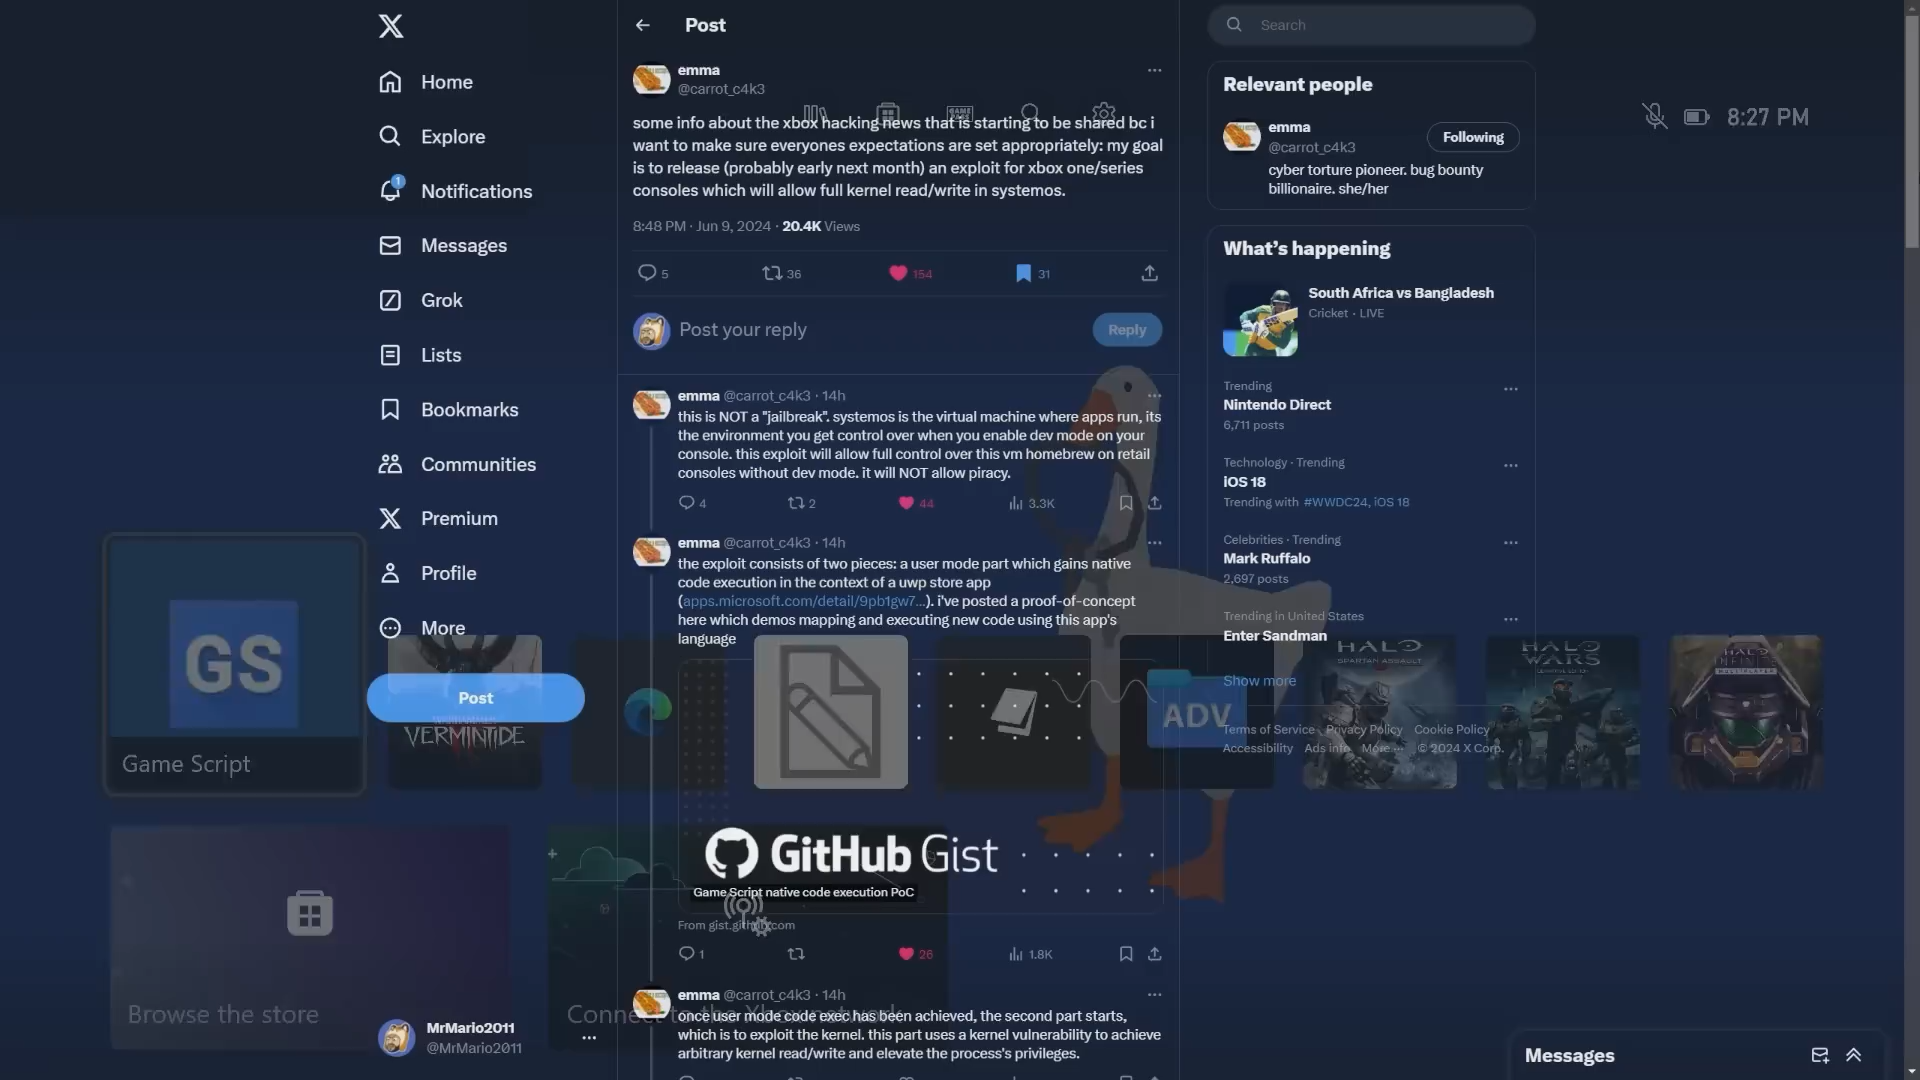 Home
Explore
1
Notifications
Messages
Grok
Lists
Bookmarks
Communities
Premium
Profile
More
Post
MrMario2011
@MrMario2011
Post
emma
@carrot_c4k3
some info about the xbox hacking news that is starting to be shared bc i
want to make sure everyones expectations are set appropriately: my goal
is to release (probably early next month) an exploit for xbox one/series
consoles which will allow full kernel read/write in systemos.
8:48 PM · Jun 9, 2024 · 20.4K Views
5
36
154
31
Post your reply
Reply
emma @carrot_c4k3 · 14h
this is NOT a "jailbreak". systemos is the virtual machine where apps run, its
the environment you get control over when you enable dev mode on your
console. this exploit will allow full control over this vm homebrew on retail
consoles without dev mode. it will NOT allow piracy.
4
2
44
3.3K
emma @carrot_c4k3 · 14h
the exploit consists of two pieces: a user mode part which gains native
code execution in the context of a uwp store app
(apps.microsoft.com/detail/9pb1gw7...). i've posted a proof-of-concept
here which demos mapping and executing new code using this app's
language
GitHub Gist
Game Script native code execution PoC
From gist.github.com
1
26
1.8K
emma @carrot_c4k3 · 14h
once user mode code exec has been achieved, the second part starts,
which is to exploit the kernel. this part uses a kernel vulnerability to achieve
arbitrary kernel read/write and elevate the process's privileges.
Search
Relevant people
emma
@carrot_c4k3
Following
cyber torture pioneer. bug bounty
billionaire. she/her
What's happening
South Africa vs Bangladesh
Cricket · LIVE
Trending
Nintendo Direct
6,711 posts
Technology · Trending
iOS 18
Trending with #WWDC24, iOS 18
Celebrities · Trending
Mark Ruffalo
2,697 posts
Trending in United States
Enter Sandman
Show more
Terms of Service Privacy Policy Cookie Policy
Accessibility Ads info More ... © 2024 X Corp.
Messages
8:27 PM
GS
Game Script
VERMINTIDE
ADV
HALO
SPARTAN ASSAULT
HALO
WARS
HALO
INFINITE
MULTIPLAYER
Browse the store
Connect to the Xbox network